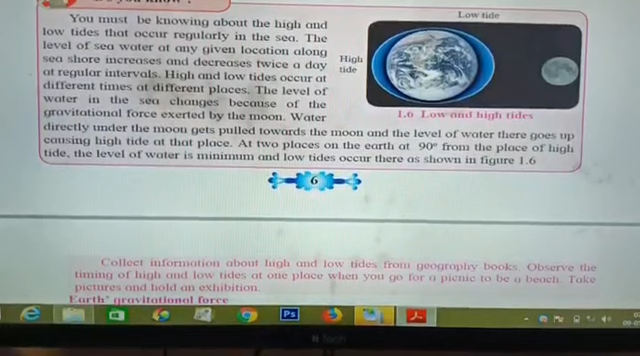 You must be knowing about the high and
low tides that occur regularly in the sea. The
level of sea water at any given location along
sea shore increases and decreases twice a day
at regular intervals. High and low tides occur at
different times at different places. The level of
water in the sea changes because of the
gravitational force exerted by the moon. Water
directly under the moon gets pulled towards the moon and the level of water there goes up
causing high tide at that place. At two places on the earth at 90° from the place of high
tide, the level of water is minimum and low tides occur there as shown in figure 1.6
Low tide
High
tide
1.6 Low and high tides
6
Collect information about high and low tides from geography books. Observe the
timing of high and low tides at one place when you go for a picnic to be a beach. Take
pictures and hold an exhibition.
Earth' gravitational force
Ps